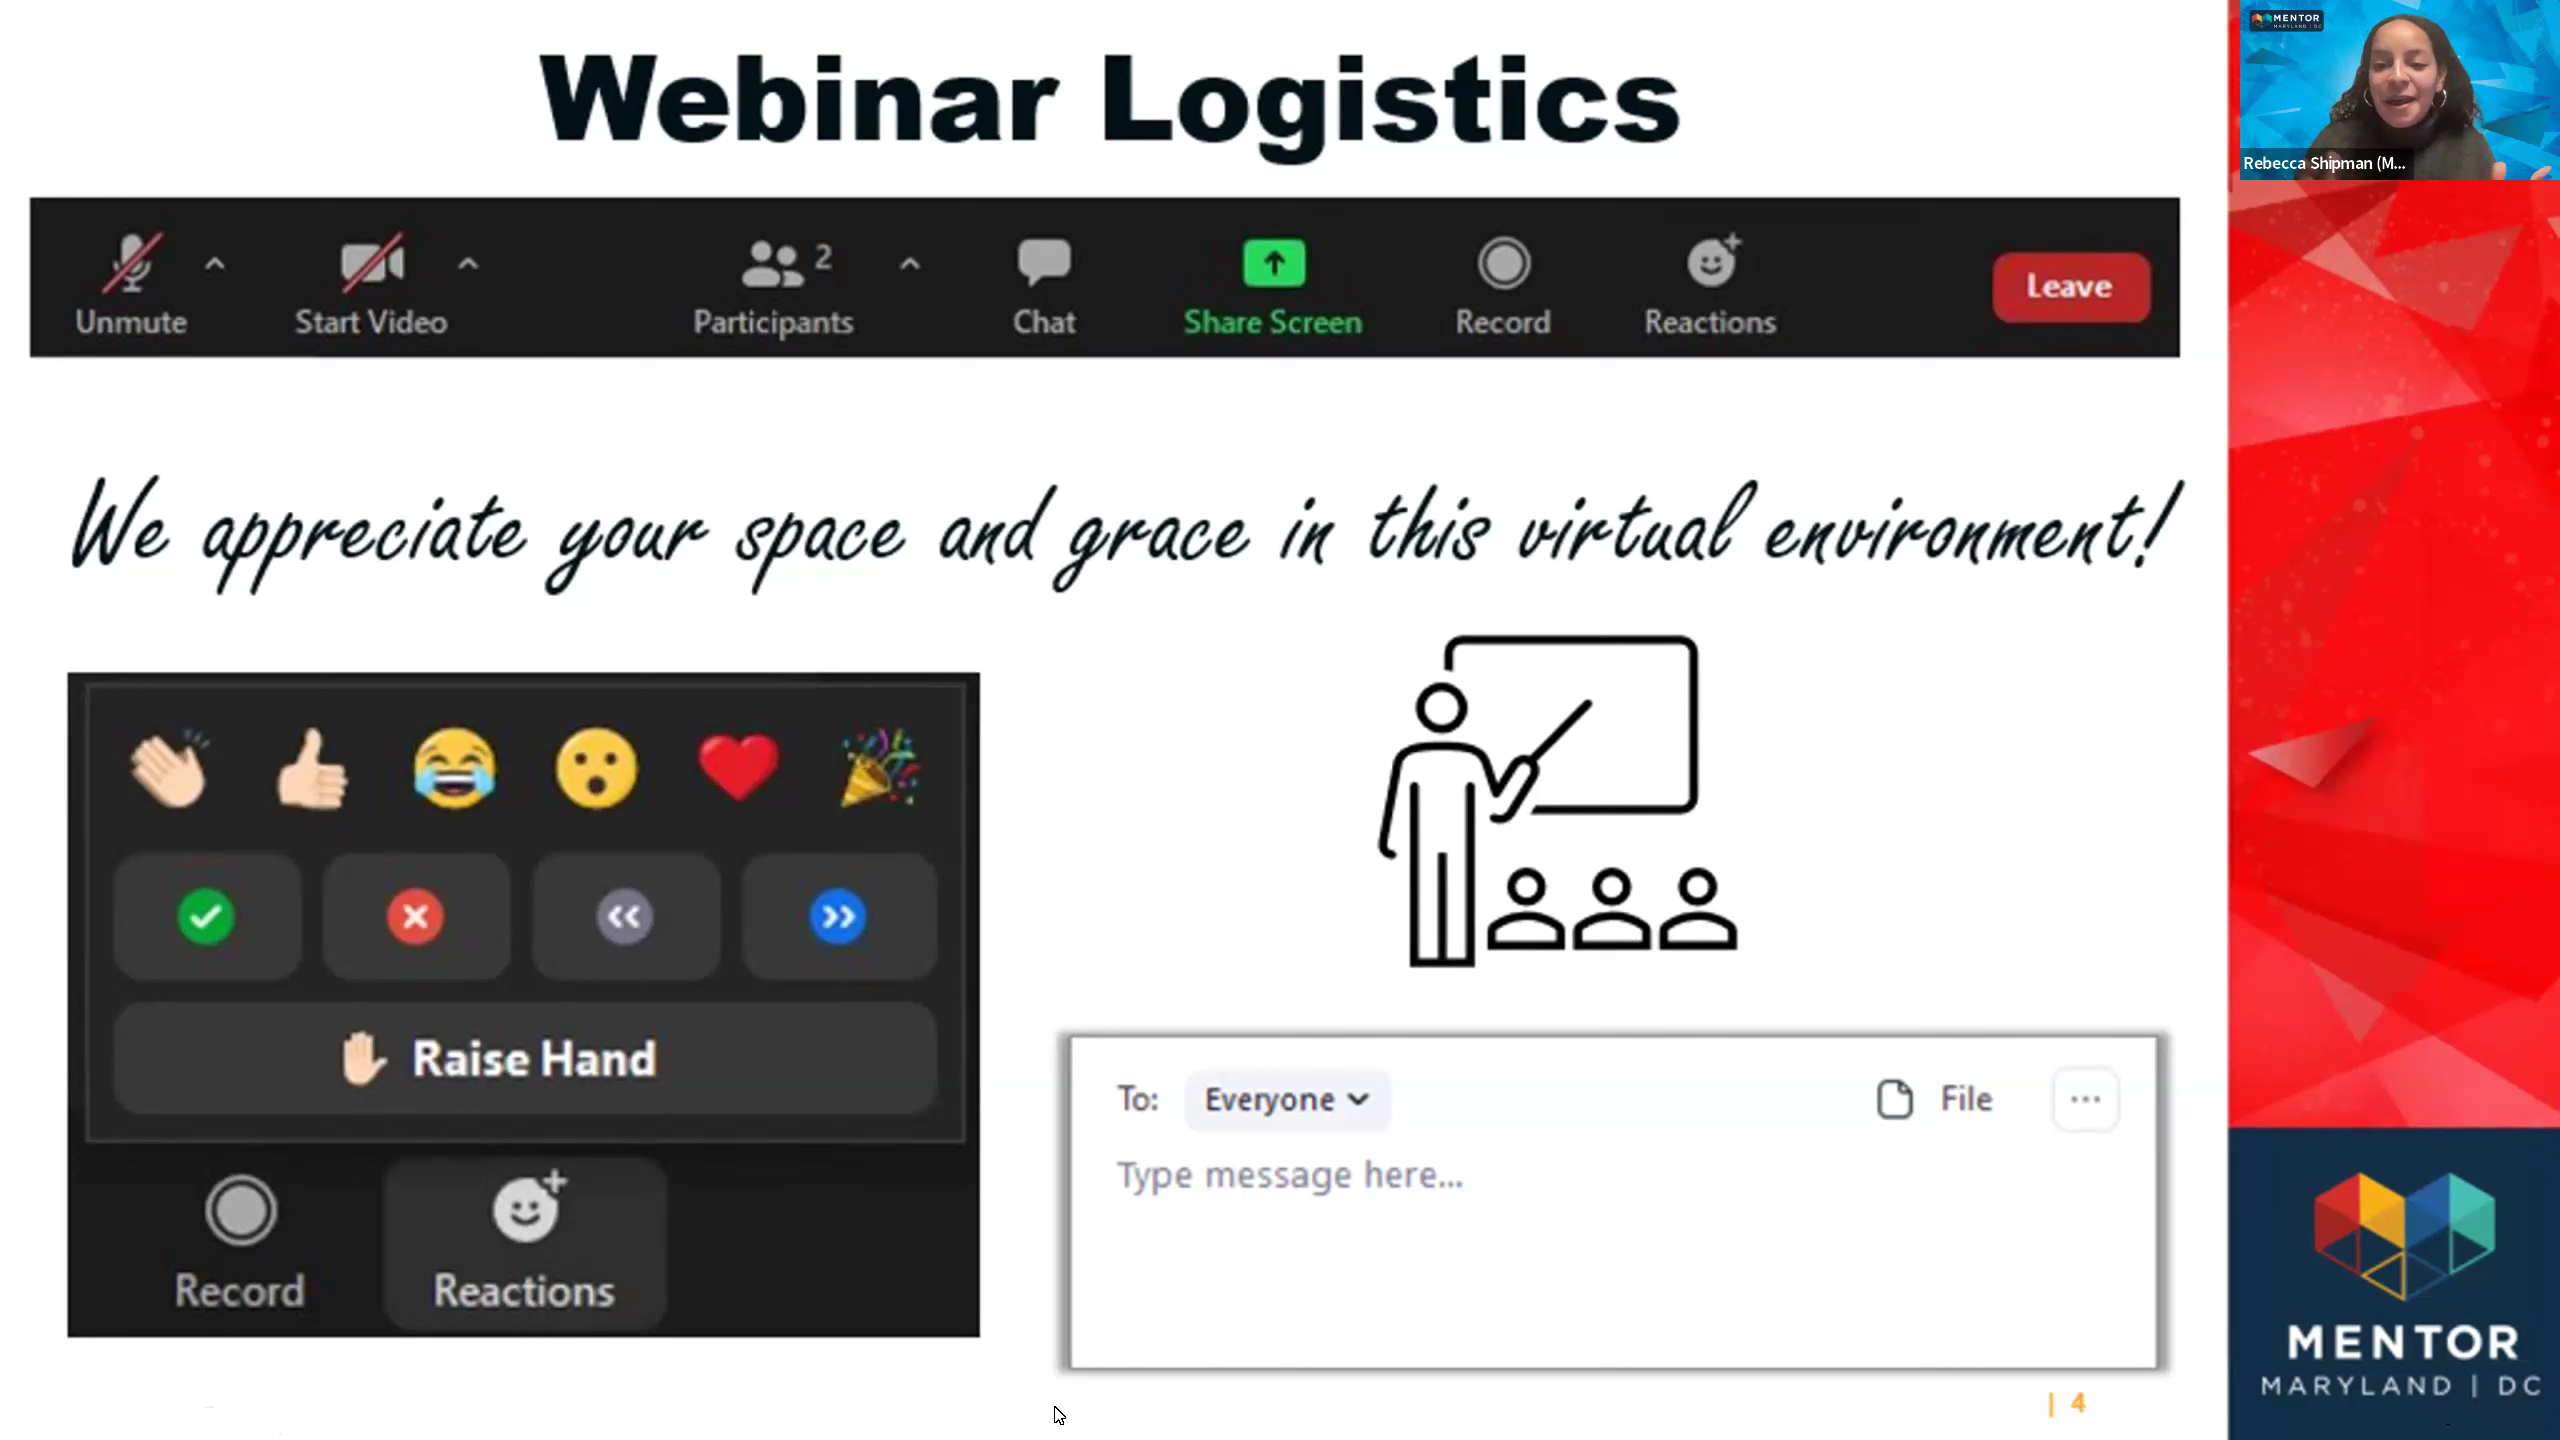 Webinar Logistics
MENTOR
MARYLAND | DC
Rebecca Shipman (M...
2
Unmute Start Video Participants Chat Share Screen Record Reactions Leave
We appreciate your space and grace in this virtual environment!
Raise Hand
Record Reactions
To: Everyone File ...
Type message here...
| 4
MENTOR
MARYLAND | DC